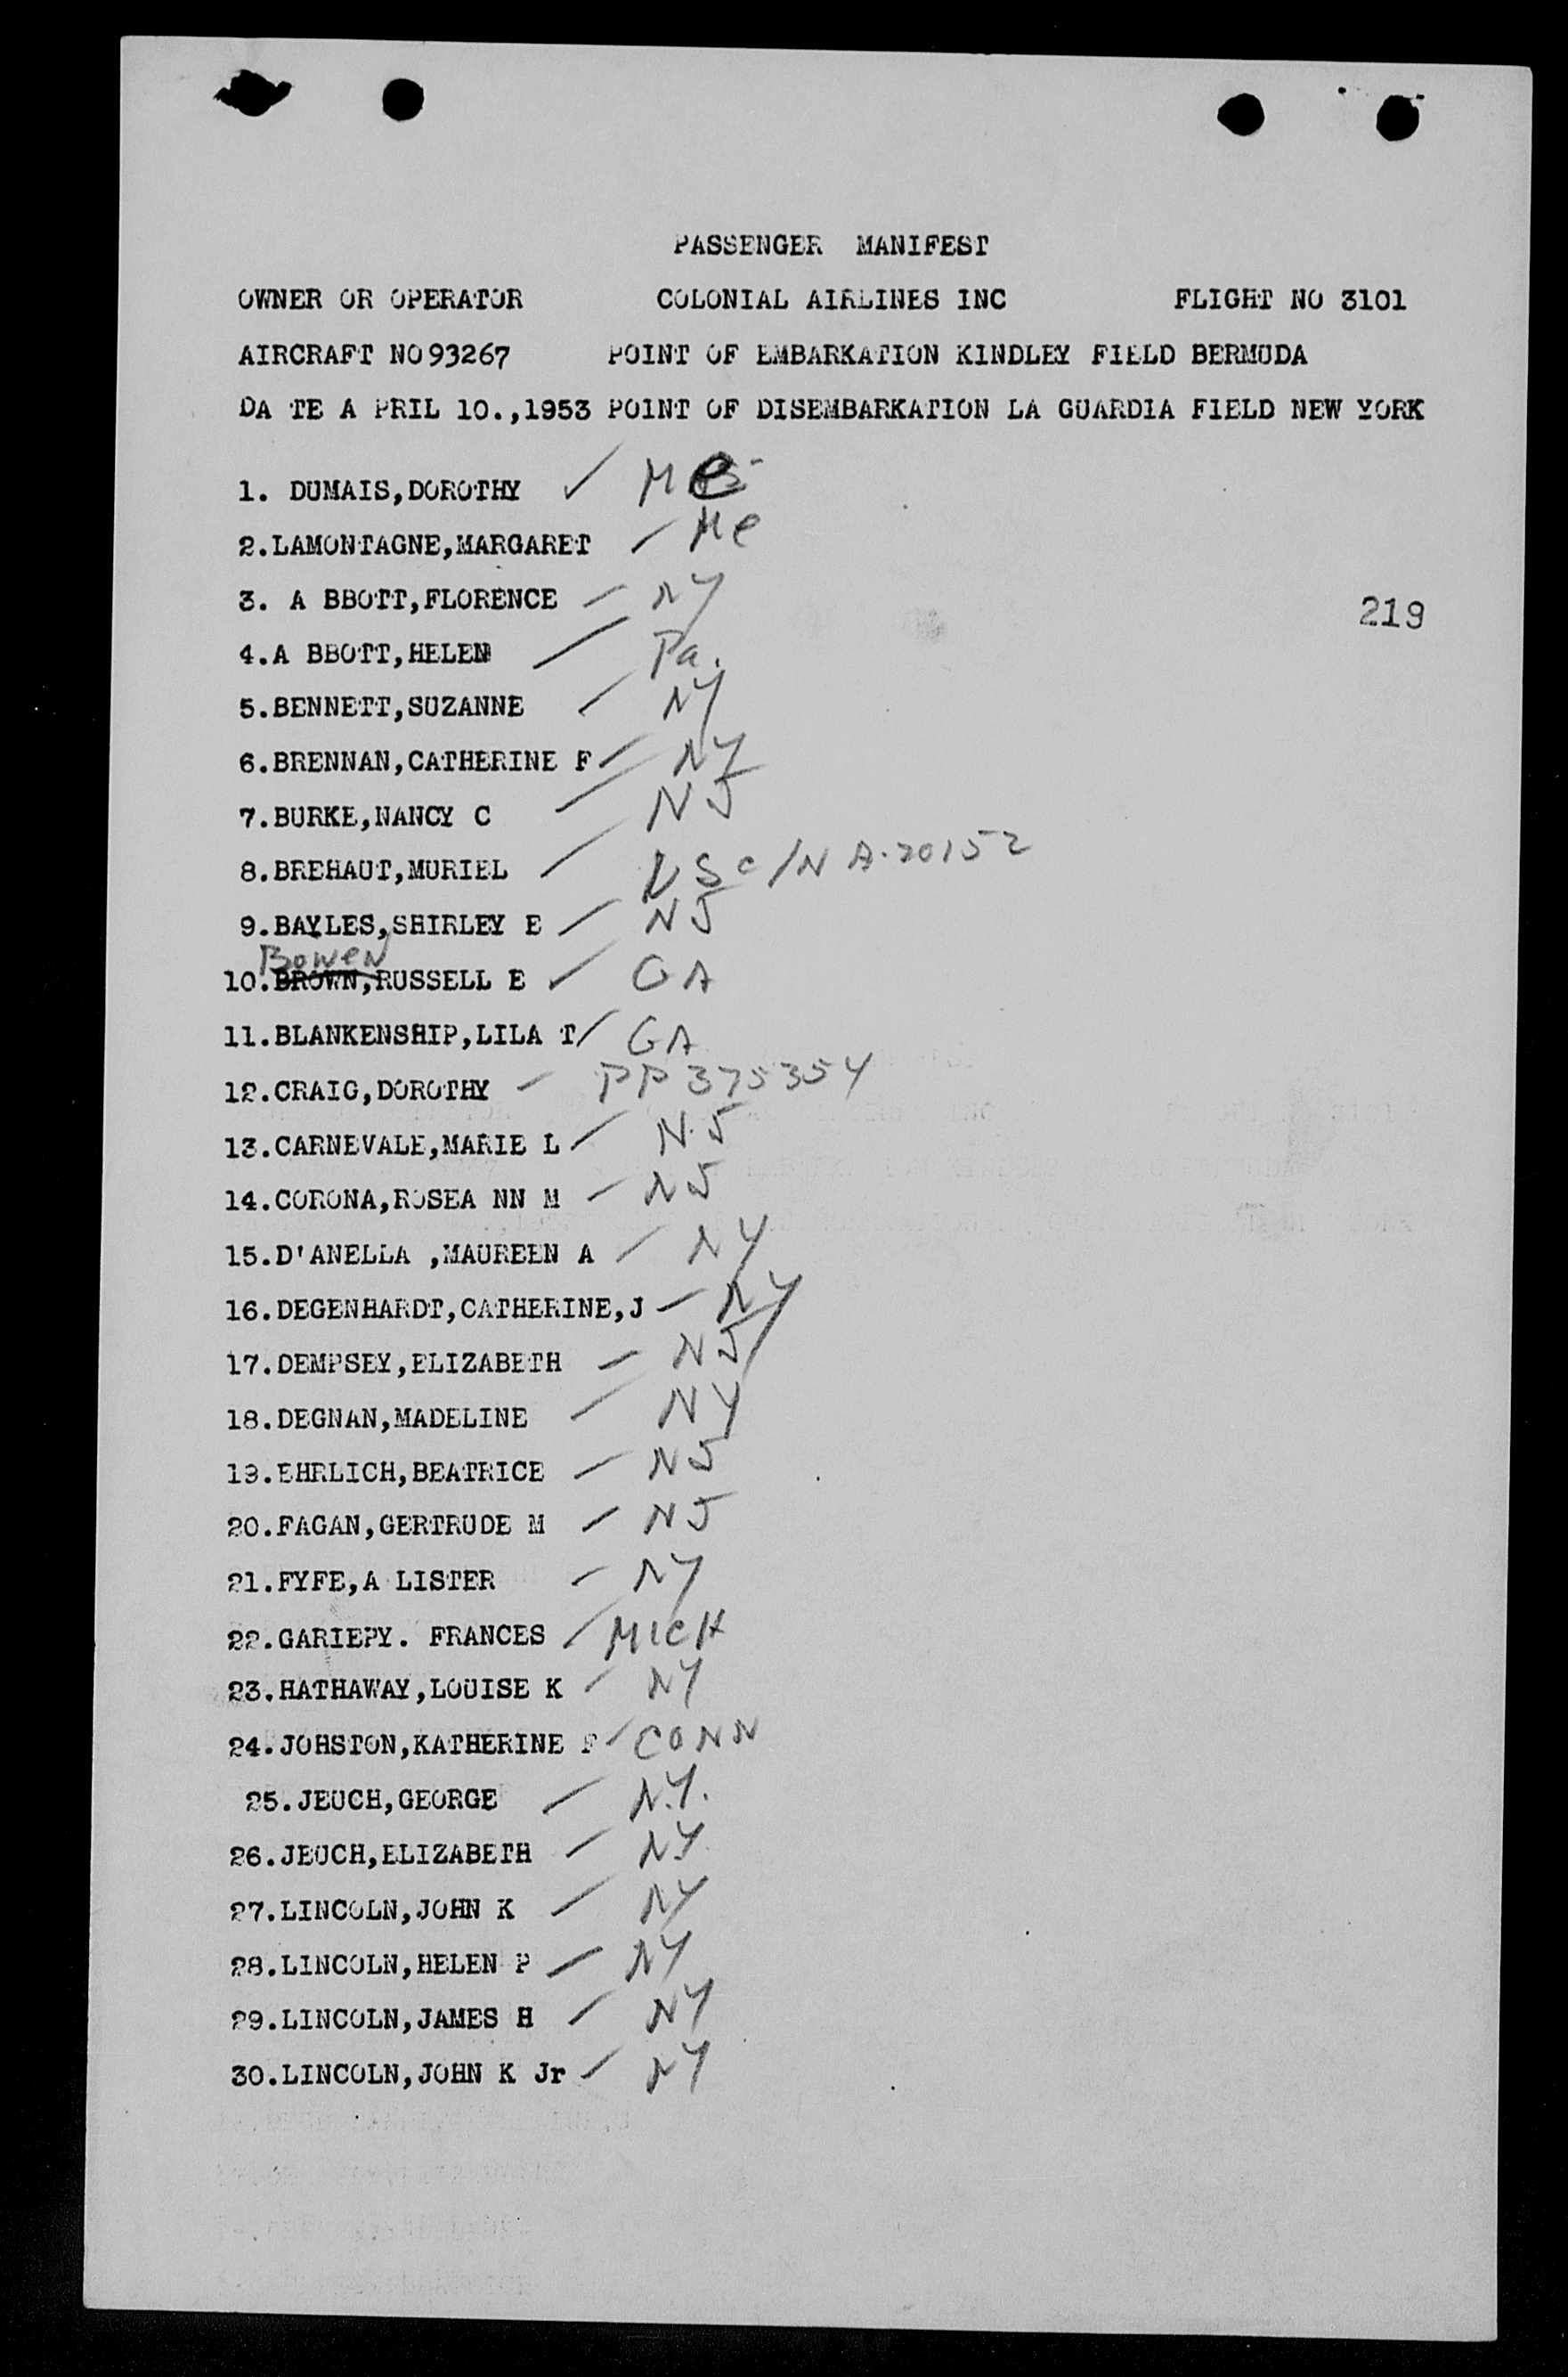 PASSENGER MANIFEST
OWNER OR OPERATOR COLONIAL AIRLINES INC FLIGHT NO 3101
AIRCRAFT NO 93267 POINT OF EMBARKATION KINDLEY FIELD BERMUDA
DA TE A PRIL 10.,1953 POINT OF DISEMBARKATION LA GUARDIA FIELD NEW YORK
1. DUMAIS,DOROTHY ✓ Me
2.LAMONTAGNE,MARGARET Me
3. A BBOTT,FLORENCE NY
219
4.A BBOTT,HELEN Pa.
5.BENNETT,SUZANNE NY
6.BRENNAN,CATHERINE F NY
7.BURKE,NANCY C NJ
8.BREHAUT,MURIEL USC/N A.20152
9.BAYLES,SHIRLEY E NJ
Bowen
10.BROWN,RUSSELL E GA
11.BLANKENSHIP,LILA T GA
12.CRAIG,DOROTHY PP 375354
13.CARNEVALE,MARIE L N.J
14.CORONA,ROSEA NN M NJ
15.D'ANELLA ,MAUREEN A NY
16.DEGENHARDT,CATHERINE,J NY
17.DEMPSEY,ELIZABETH NJ
18.DEGNAN,MADELINE NY
19.EHRLICH,BEATRICE NJ
20.FAGAN,GERTRUDE M NJ
21.FYFE,A LISTER NY
22.GARIEPY. FRANCES MICH
23.HATHAWAY,LOUISE K NY
24.JOHSTON,KATHERINE F CONN
25.JEUCH,GEORGE N.Y.
26.JEUCH,ELIZABETH NY
27.LINCOLN,JOHN K NY
28.LINCOLN,HELEN P NY
29.LINCOLN,JAMES H NY
30.LINCOLN,JOHN K Jr NY